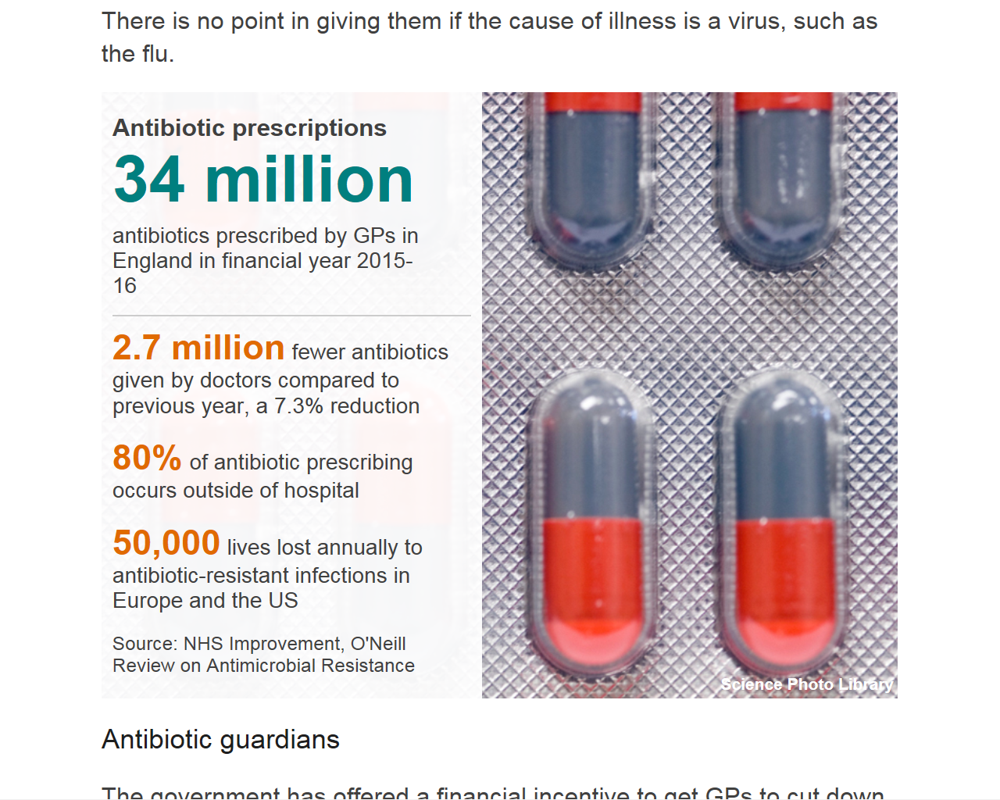 There is no point in giving them if the cause of illness is a virus, such as
the flu.
Antibiotic prescriptions
34 million
antibiotics prescribed by GPs in
England in financial year 2015-
16
2.7 million fewer antibiotics
given by doctors compared to
previous year, a 7.3% reduction
80% of antibiotic prescribing
occurs outside of hospital
50,000 lives lost annually to
antibiotic-resistant infections in
Europe and the US
Source: NHS Improvement, O'Neill
Review on Antimicrobial Resistance
Science Photo Library
Antibiotic guardians
The government has offered a financial incentive to get GPs to cut down